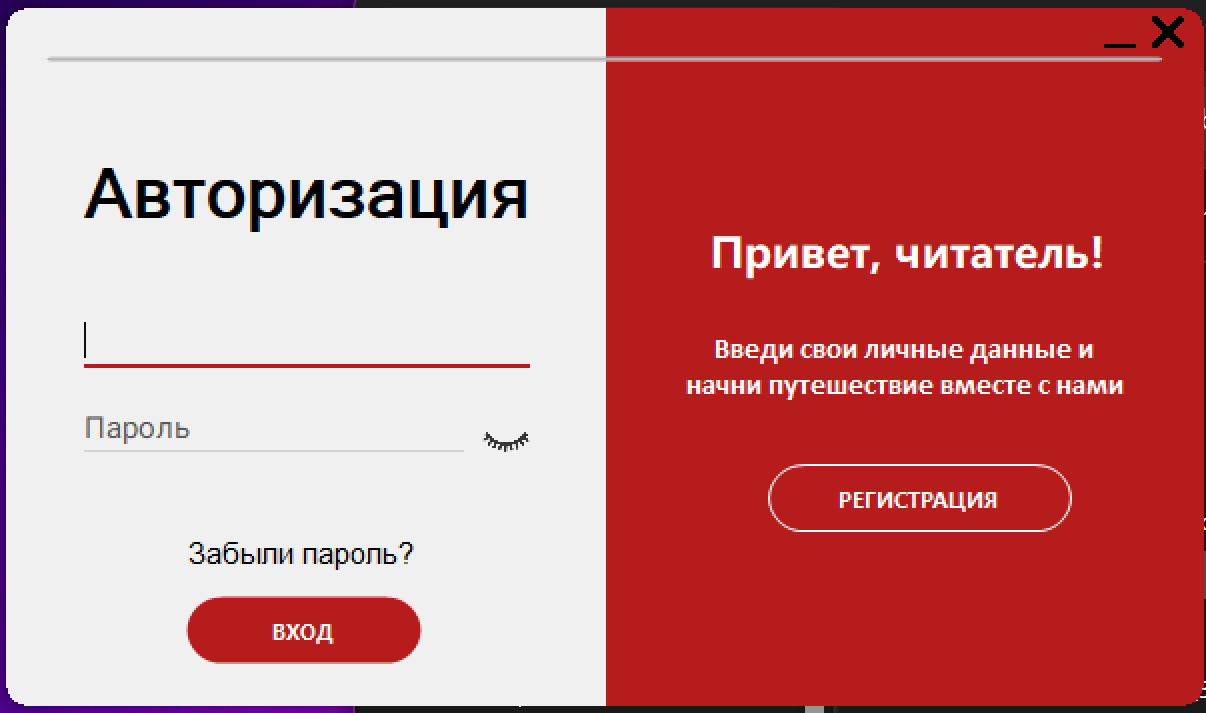 Авторизация
Пароль
Забыли пароль?
ВХОД
Привет, читатель!
Введи свои личные данные и
начни путешествие вместе с нами
РЕГИСТРАЦИЯ